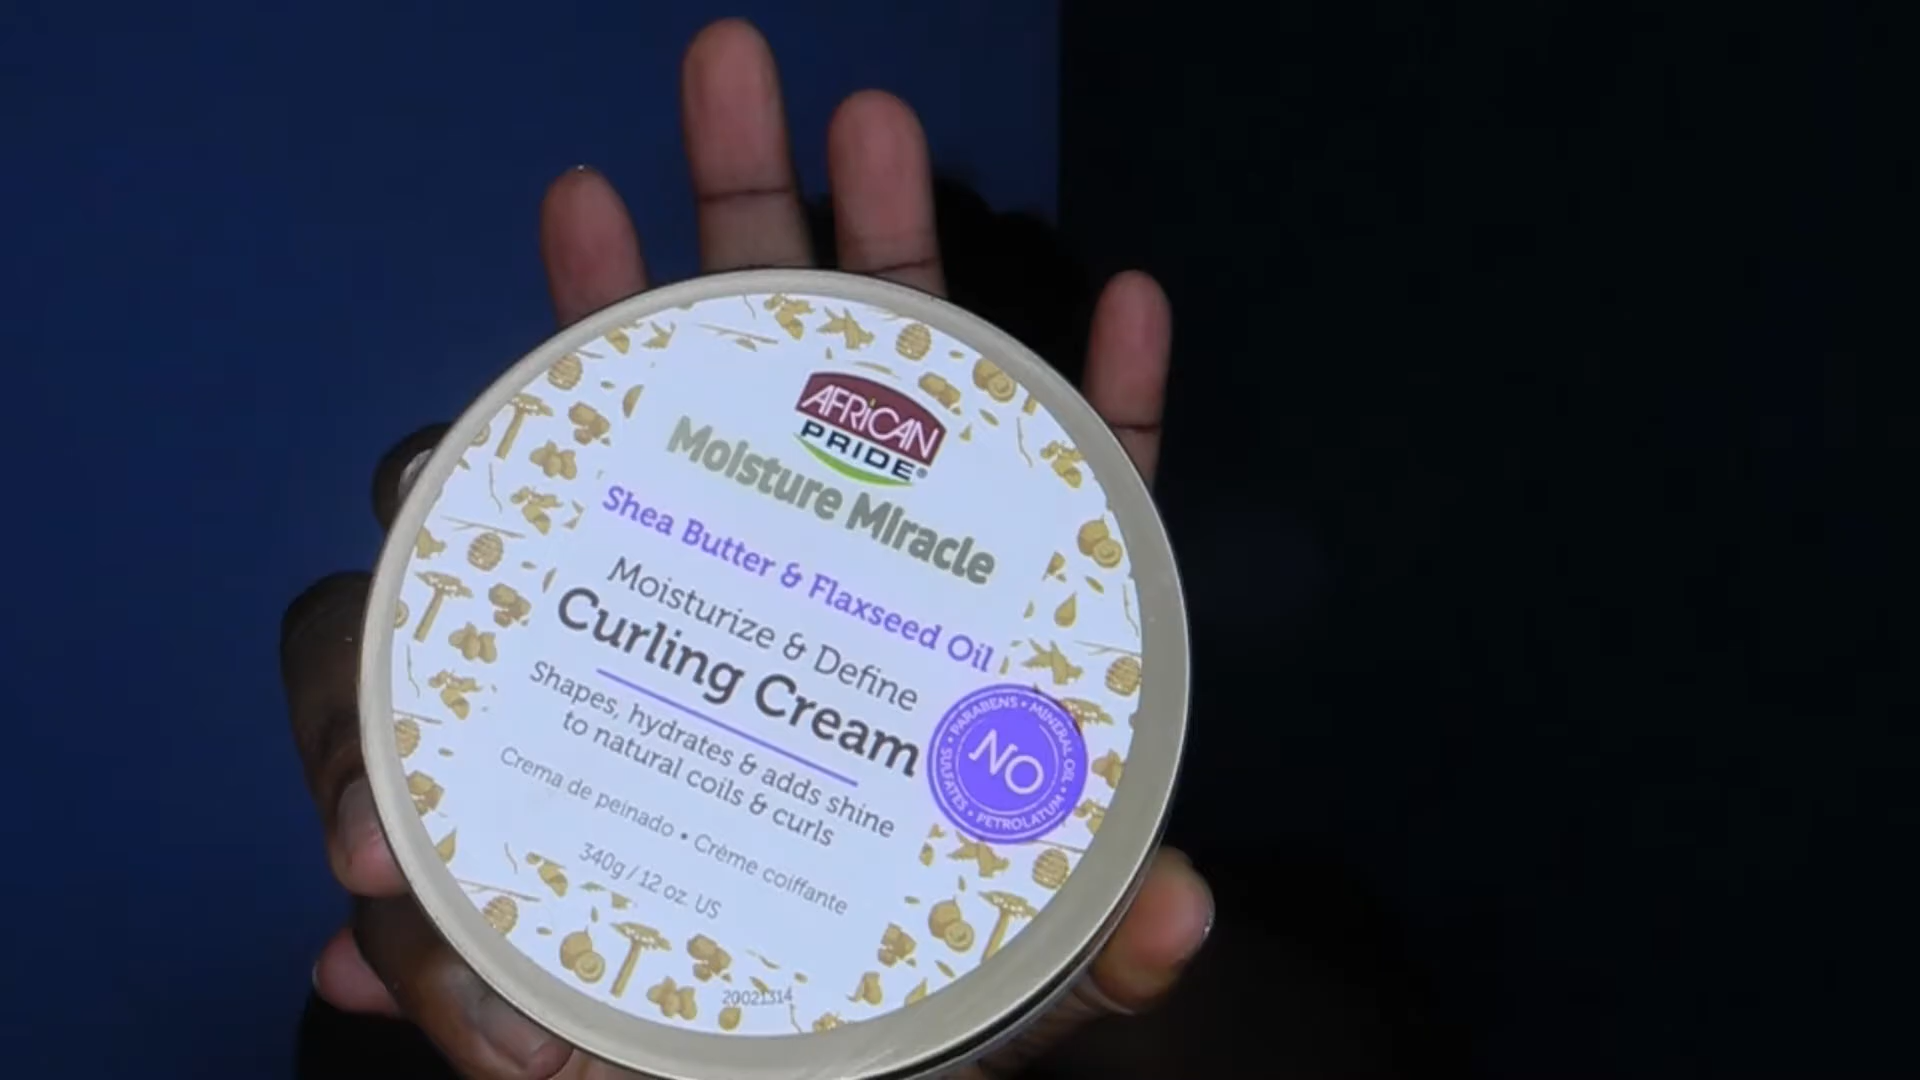 AFRICAN
PRIDE®
Moisture Miracle
Shea Butter & Flaxseed Oil
Moisturize & Define
Curling Cream
Shapes, hydrates & adds shine
to natural coils & curls
Crema de peinado • Crème coiffante
340g / 12 oz. US
NO
• PARABENS • MINERAL OIL • PETROLATUM • SULFATES
20021314